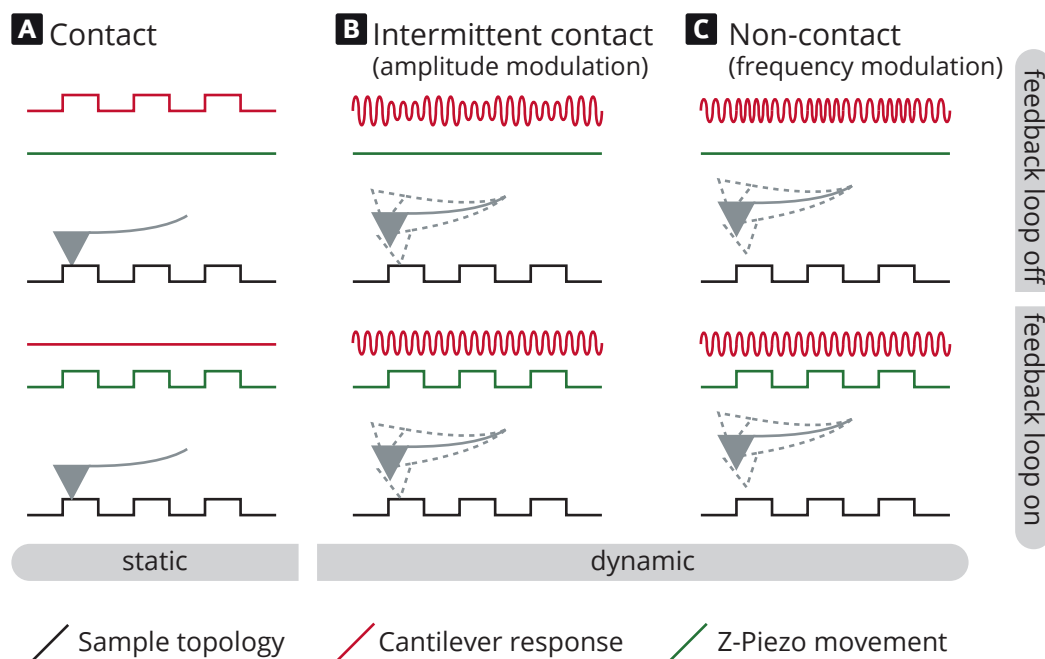 A Contact
B Intermittent contact
(amplitude modulation)
C Non-contact
(frequency modulation)
feedback loop off
feedback loop on
static
dynamic
Sample topology
Cantilever response
Z-Piezo movement